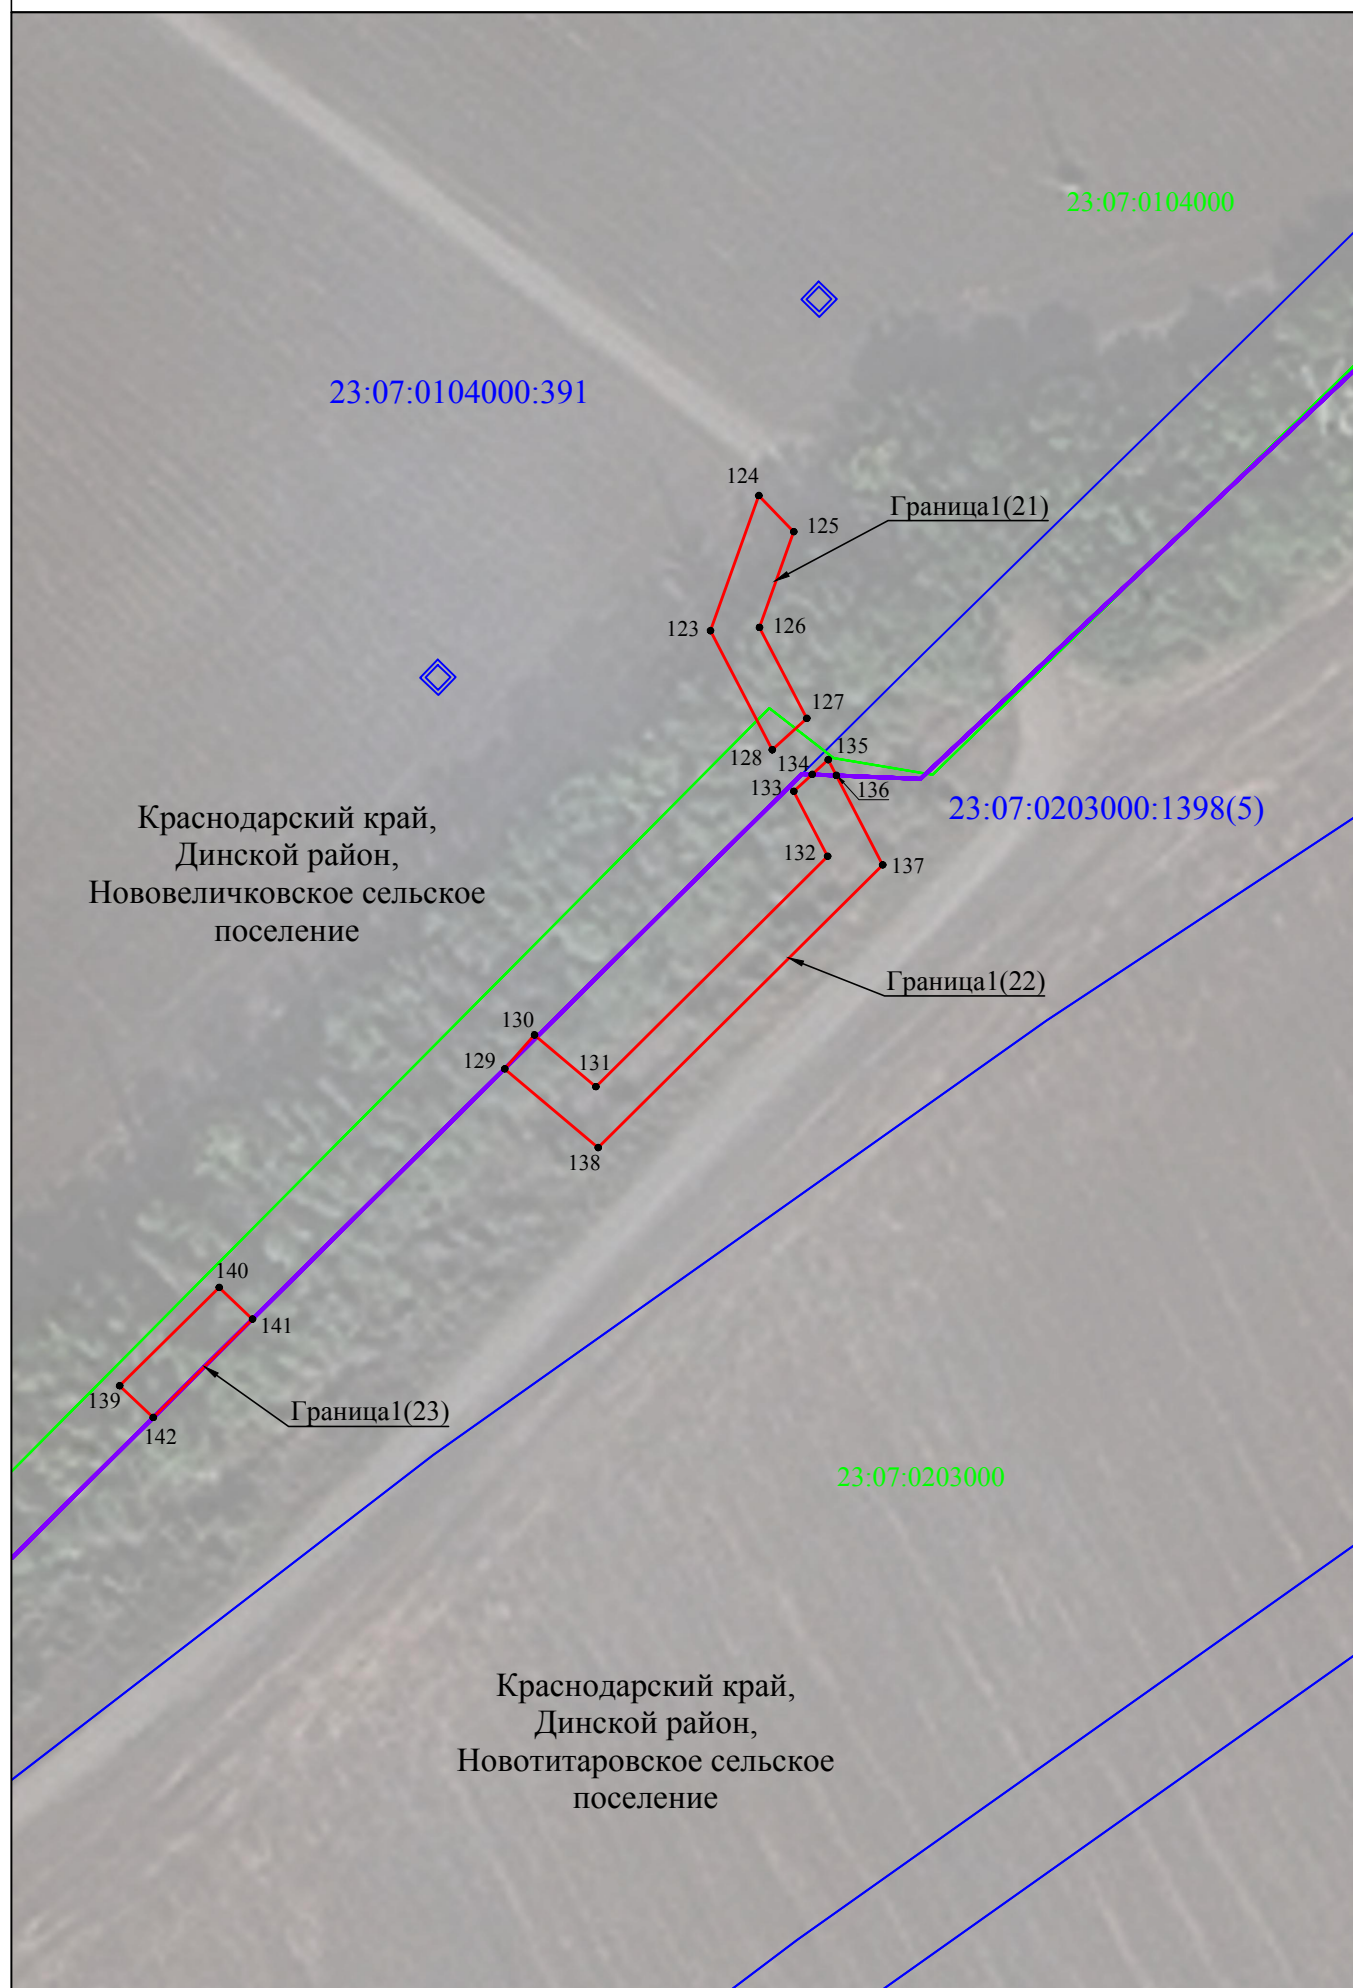 23:07:0104000
23:07:0104000:391
124
Граница1(21)
125
123
126
127
128
135
134
133
136
23:07:0203000:1398(5)
Краснодарский край,
Динской район,
Нововеличковское сельское
поселение
132
137
Граница1(22)
130
129
131
138
140
141
139
Граница1(23)
142
23:07:0203000
Краснодарский край,
Динской район,
Новотитаровское сельское
поселение